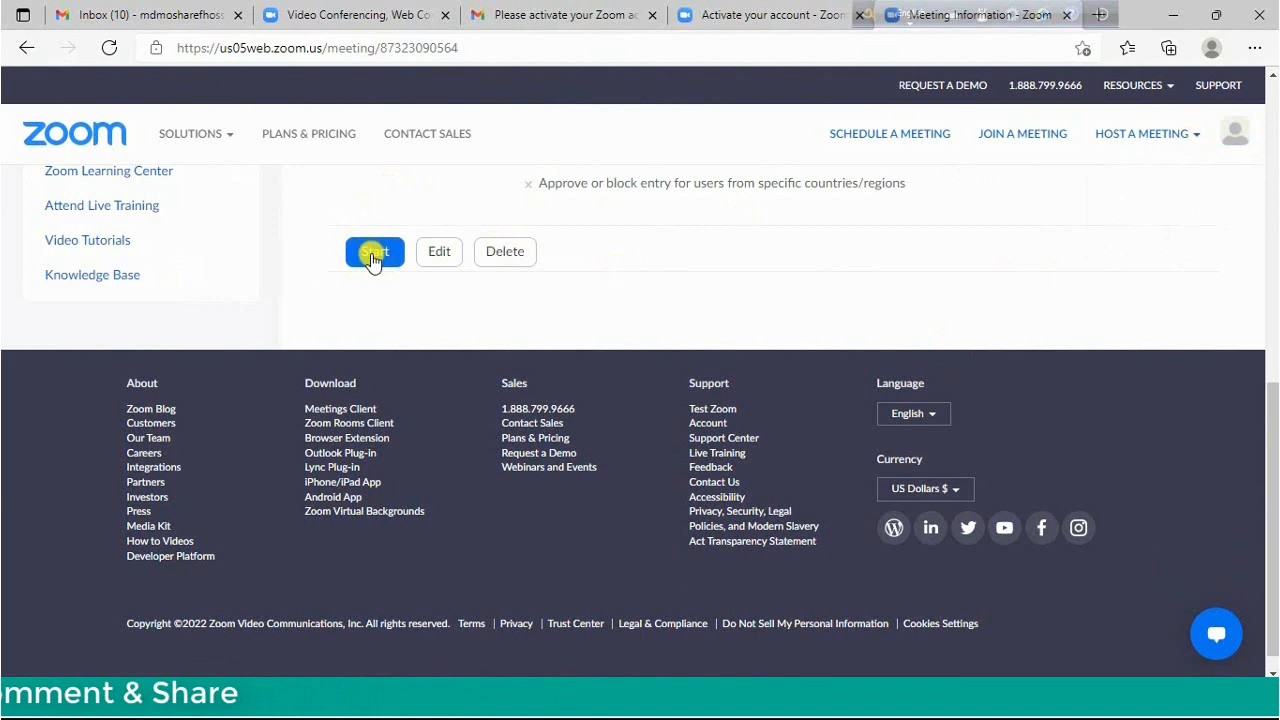 Inbox (10) - mdmosharefhoss
Video Conferencing, Web Co
Please activate your Zoom ac
Activate your account - Zoom
Meeting Information - Zoom
https://us05web.zoom.us/meeting/87323090564
REQUEST A DEMO
1.888.799.9666
RESOURCES
SUPPORT
zoom
SOLUTIONS
PLANS & PRICING
CONTACT SALES
SCHEDULE A MEETING
JOIN A MEETING
HOST A MEETING
Zoom Learning Center
Attend Live Training
Video Tutorials
Knowledge Base
× Approve or block entry for users from specific countries/regions
Start
Edit
Delete
About
Zoom Blog
Customers
Our Team
Careers
Integrations
Partners
Investors
Press
Media Kit
How to Videos
Developer Platform
Download
Meetings Client
Zoom Rooms Client
Browser Extension
Outlook Plug-in
Lync Plug-in
iPhone/iPad App
Android App
Zoom Virtual Backgrounds
Sales
1.888.799.9666
Contact Sales
Plans & Pricing
Request a Demo
Webinars and Events
Support
Test Zoom
Account
Support Center
Live Training
Feedback
Contact Us
Accessibility
Privacy, Security, Legal
Policies, and Modern Slavery
Act Transparency Statement
Language
English
Currency
US Dollars $
Copyright ©2022 Zoom Video Communications, Inc. All rights reserved. Terms | Privacy | Trust Center | Legal & Compliance | Do Not Sell My Personal Information | Cookies Settings
omment & Share